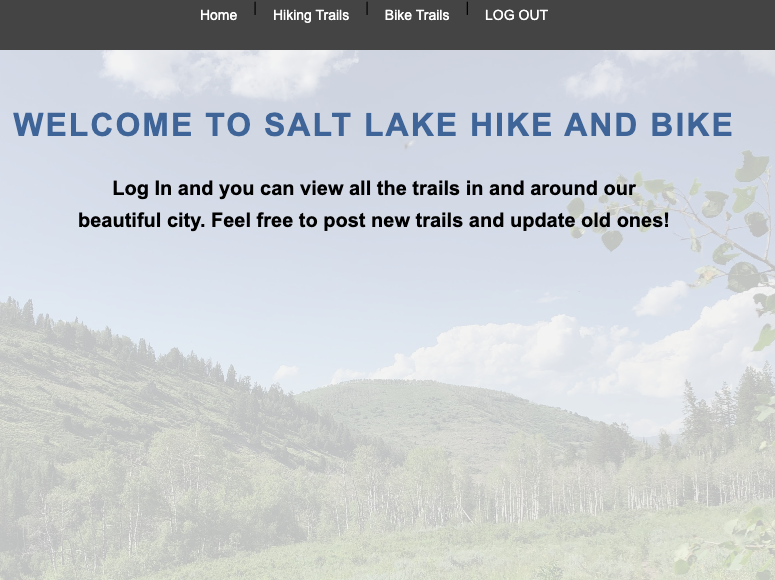 Home | Hiking Trails | Bike Trails | LOG OUT
WELCOME TO SALT LAKE HIKE AND BIKE
Log In and you can view all the trails in and around our
beautiful city. Feel free to post new trails and update old ones!